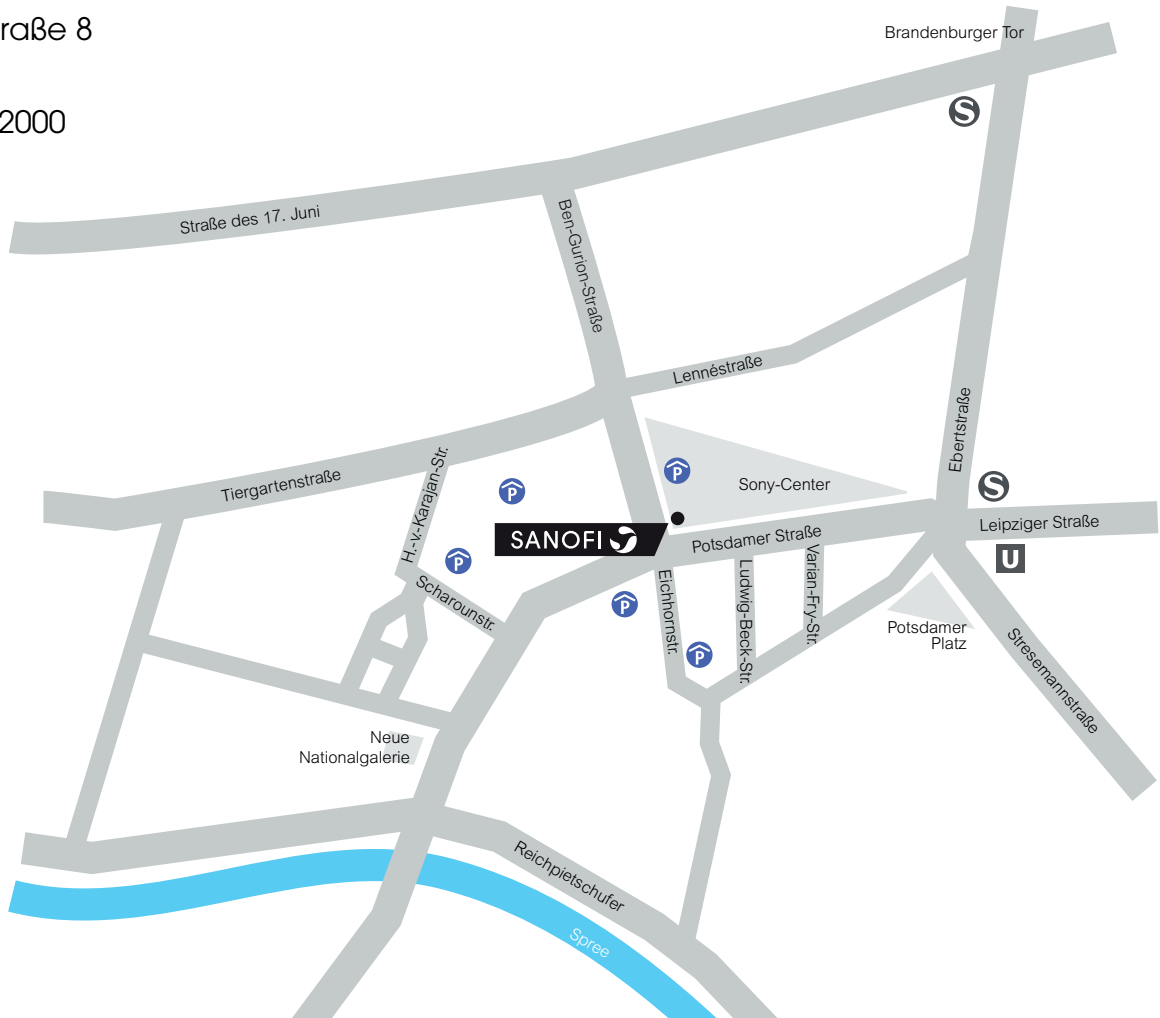 raße 8
Brandenburger Tor
2000
S
Straße des 17. Juni
Ben-Gurion-Straße
Lennéstraße
Ebertstraße
Tiergartenstraße
H.-v.-Karajan-Str.
P
P
Sony-Center
S
Leipziger Straße
SANOFI
Potsdamer Straße
U
P
Scharounstr.
P
Eichhornstr.
Ludwig-Beck-Str.
Varian-Fry-Str.
P
Potsdamer
Platz
Stresemannstraße
Neue
Nationalgalerie
Reichpietschufer
Spree